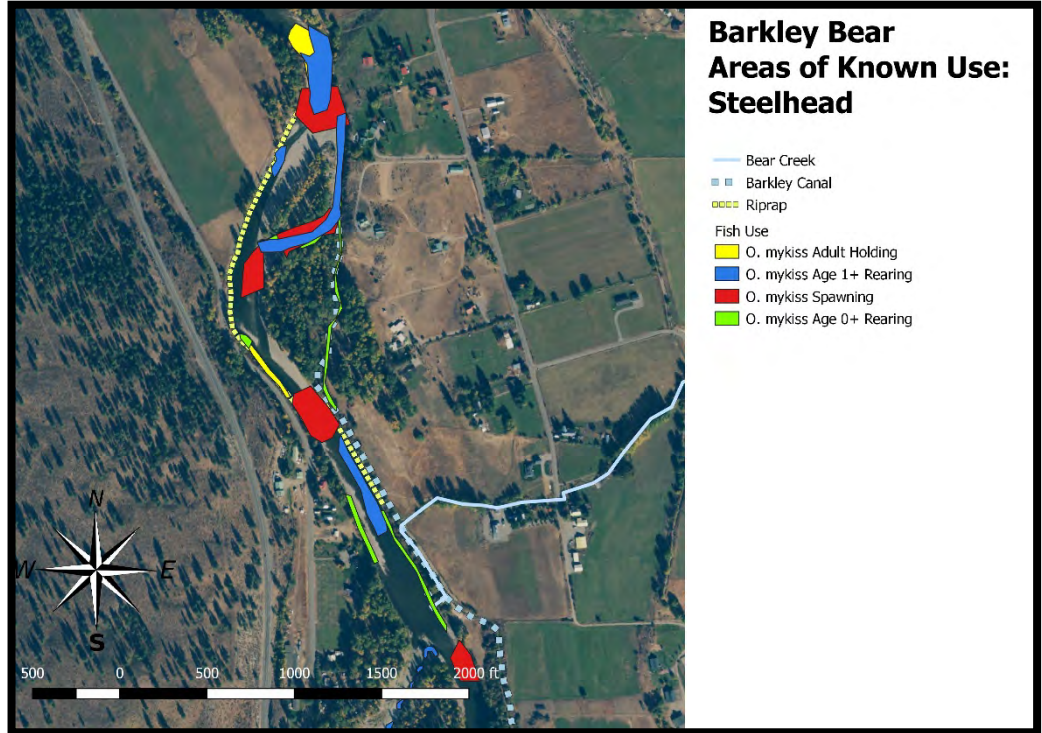 Barkley Bear
Areas of Known Use:
Steelhead
Bear Creek
Barkley Canal
Riprap
Fish Use
O. mykiss Adult Holding
O. mykiss Age 1+ Rearing
O. mykiss Spawning
O. mykiss Age 0+ Rearing
N
W E
S
500 0 500 1000 1500 2000 ft